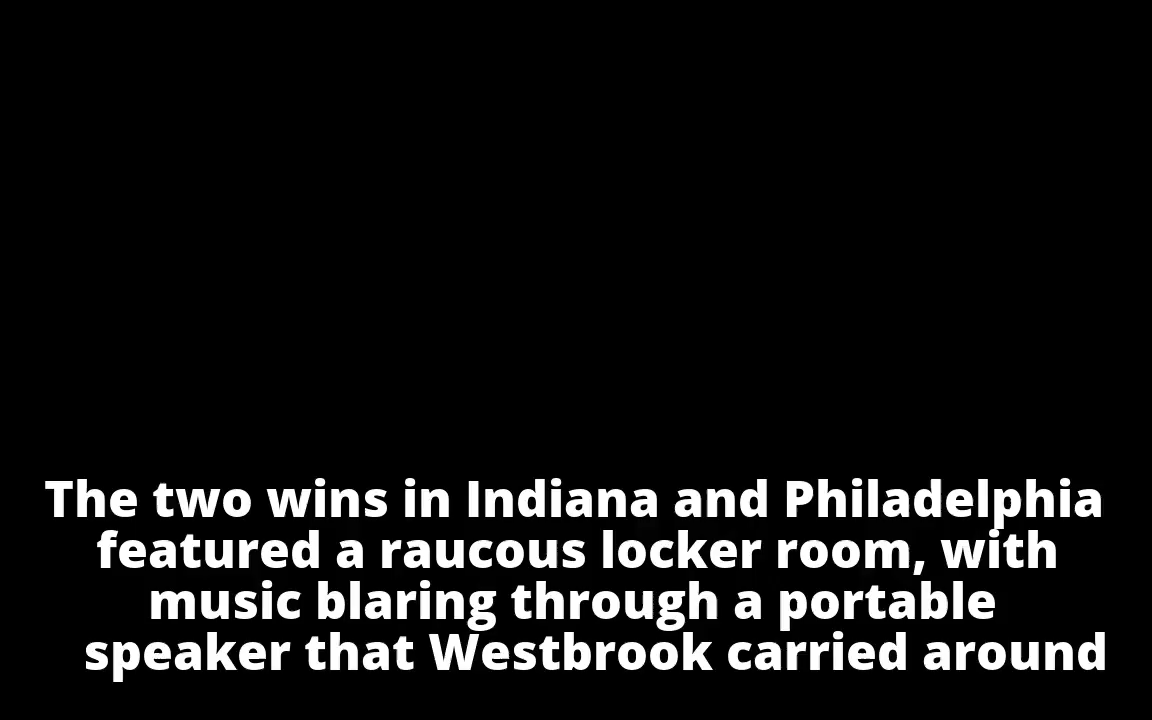 The two wins in Indiana and Philadelphia
featured a raucous locker room, with
music blaring through a portable
speaker that Westbrook carried around